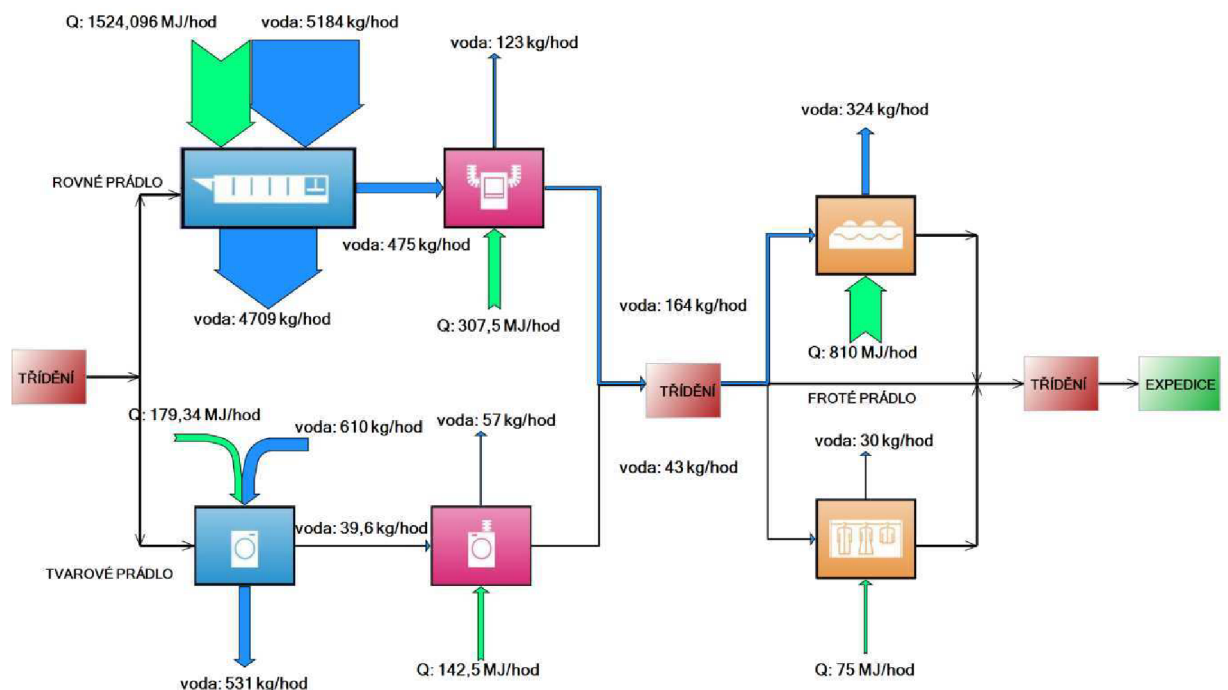 Q: 1524,096 MJ/hod
voda: 5184 kg/hod
voda: 123 kg/hod
voda: 324 kg/hod
ROVNÉ PRÁDLO
voda: 475 kg/hod
voda: 4709 kg/hod
Q: 307,5 MJ/hod
voda: 164 kg/hod
Q: 810 MJ/hod
TŘÍDĚNÍ
TŘÍDĚNÍ
FROTÉ PRÁDLO
TŘÍDĚNÍ
EXPEDICE
Q: 179,34 MJ/hod
voda: 610 kg/hod
voda: 57 kg/hod
voda: 43 kg/hod
voda: 30 kg/hod
voda: 39,6 kg/hod
TVAROVÉ PRÁDLO
voda: 531 kg/hod
Q: 142,5 MJ/hod
Q: 75 MJ/hod